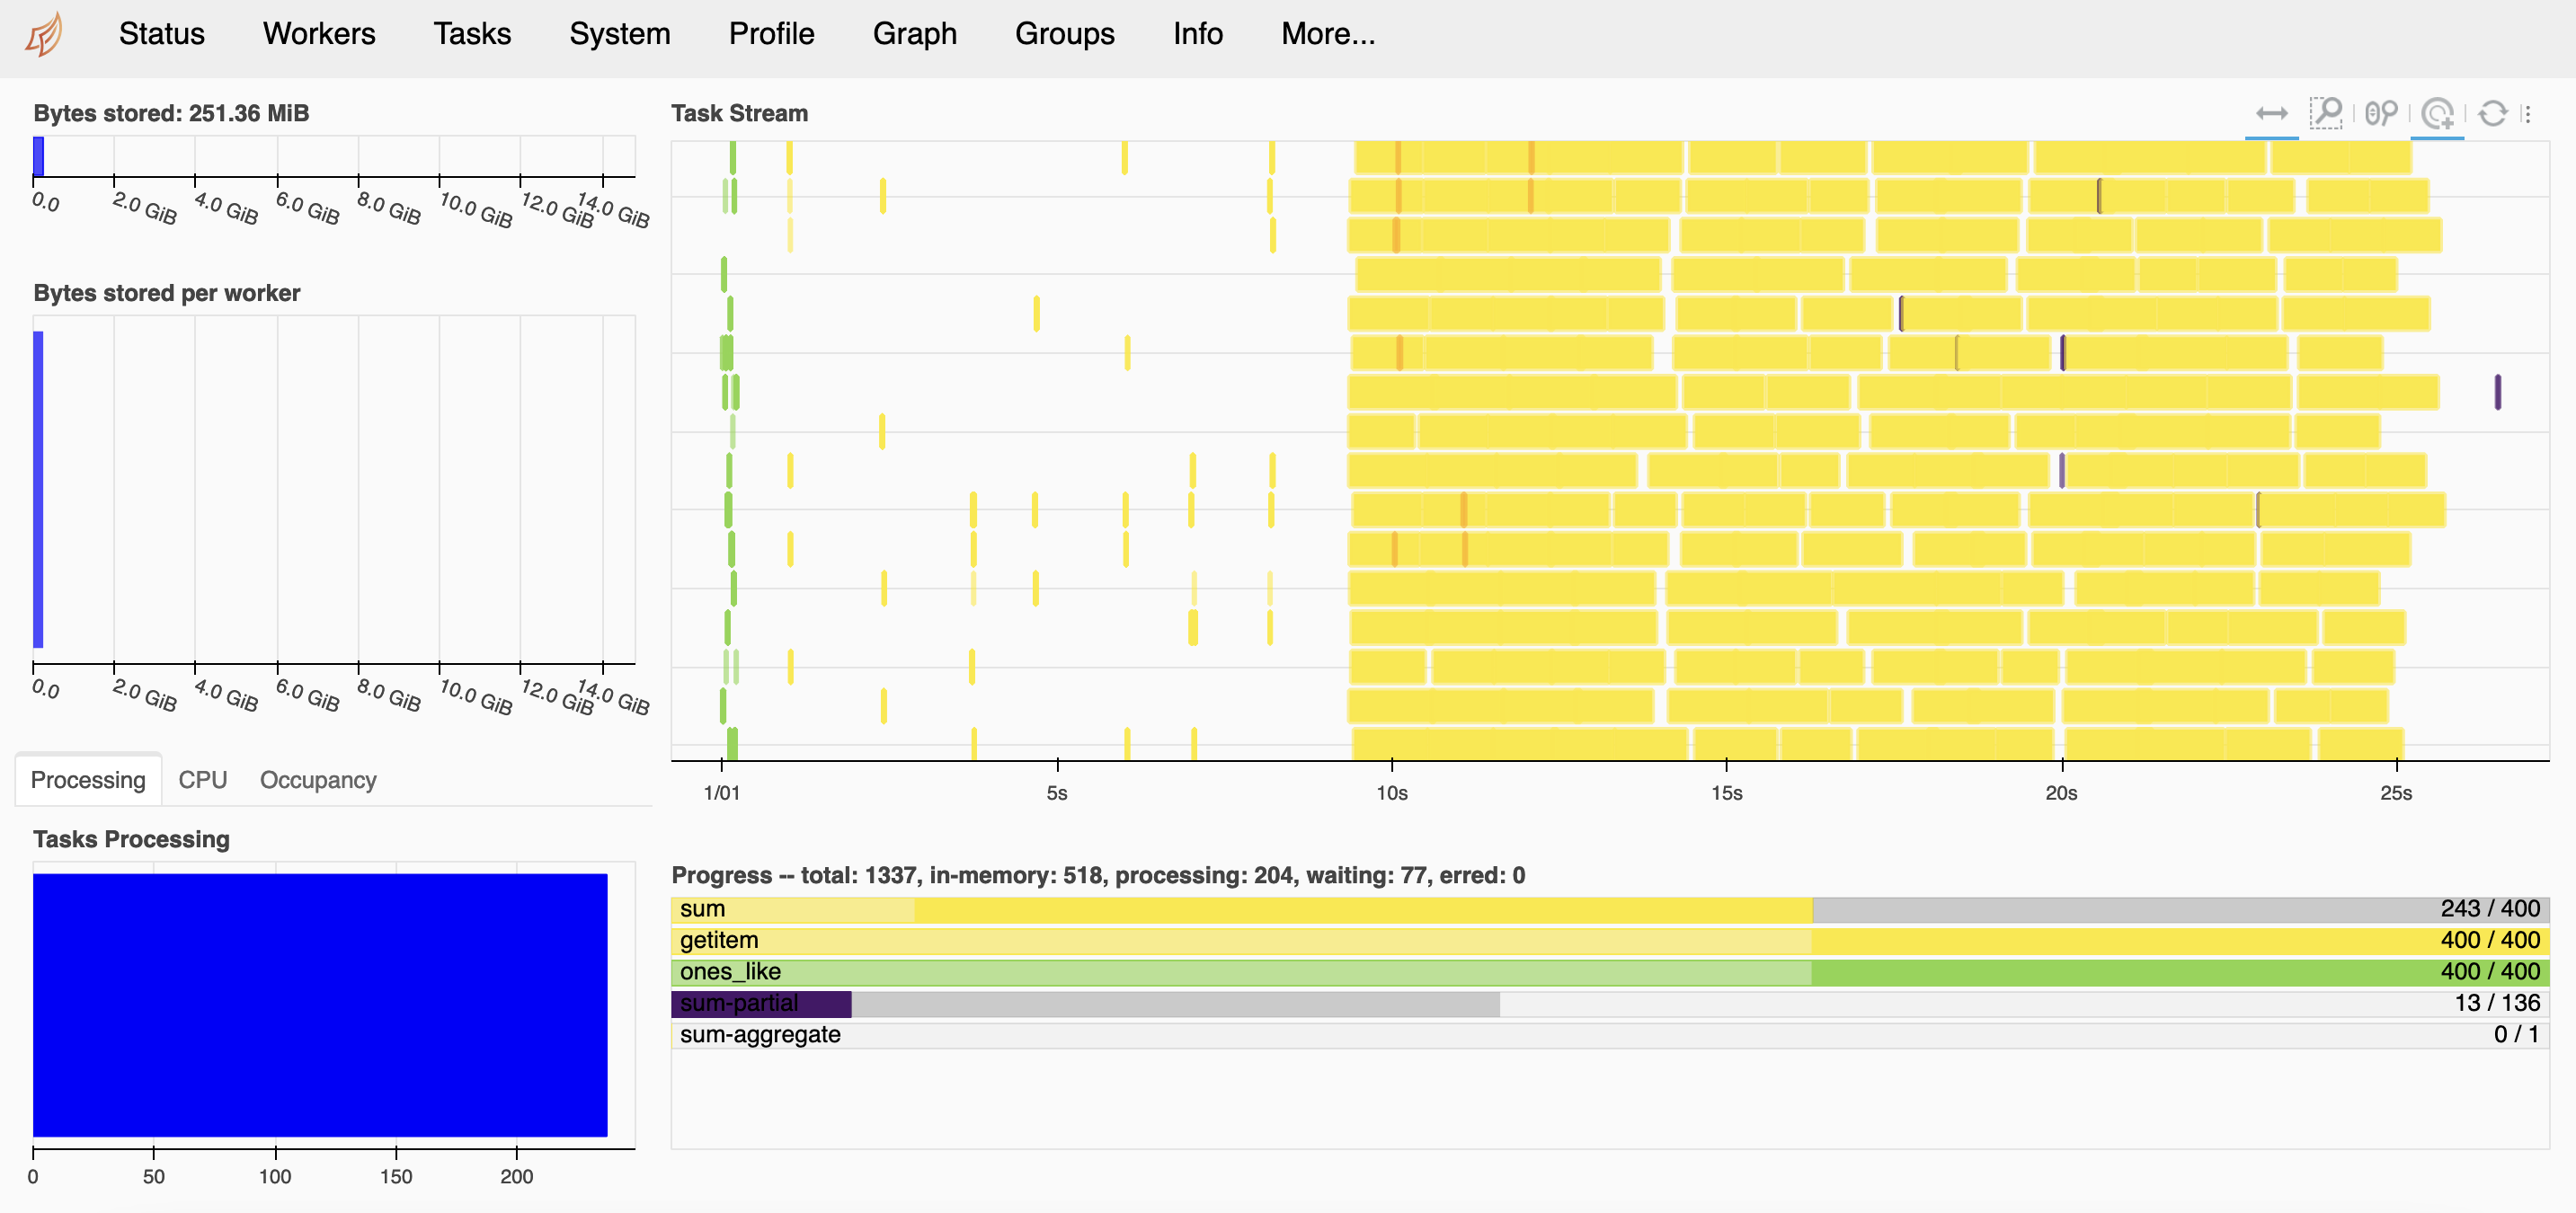 Status Workers Tasks System Profile Graph Groups Info More...
Bytes stored: 251.36 MiB
0.0 2.0 GiB 4.0 GiB 6.0 GiB 8.0 GiB 10.0 GiB 12.0 GiB 14.0 GiB
Bytes stored per worker
0.0 2.0 GiB 4.0 GiB 6.0 GiB 8.0 GiB 10.0 GiB 12.0 GiB 14.0 GiB
Processing CPU Occupancy
Tasks Processing
0 50 100 150 200
Task Stream
1/01 5s 10s 15s 20s 25s
Progress -- total: 1337, in-memory: 518, processing: 204, waiting: 77, erred: 0
sum 243 / 400
getitem 400 / 400
ones_like 400 / 400
sum-partial 13 / 136
sum-aggregate 0 / 1